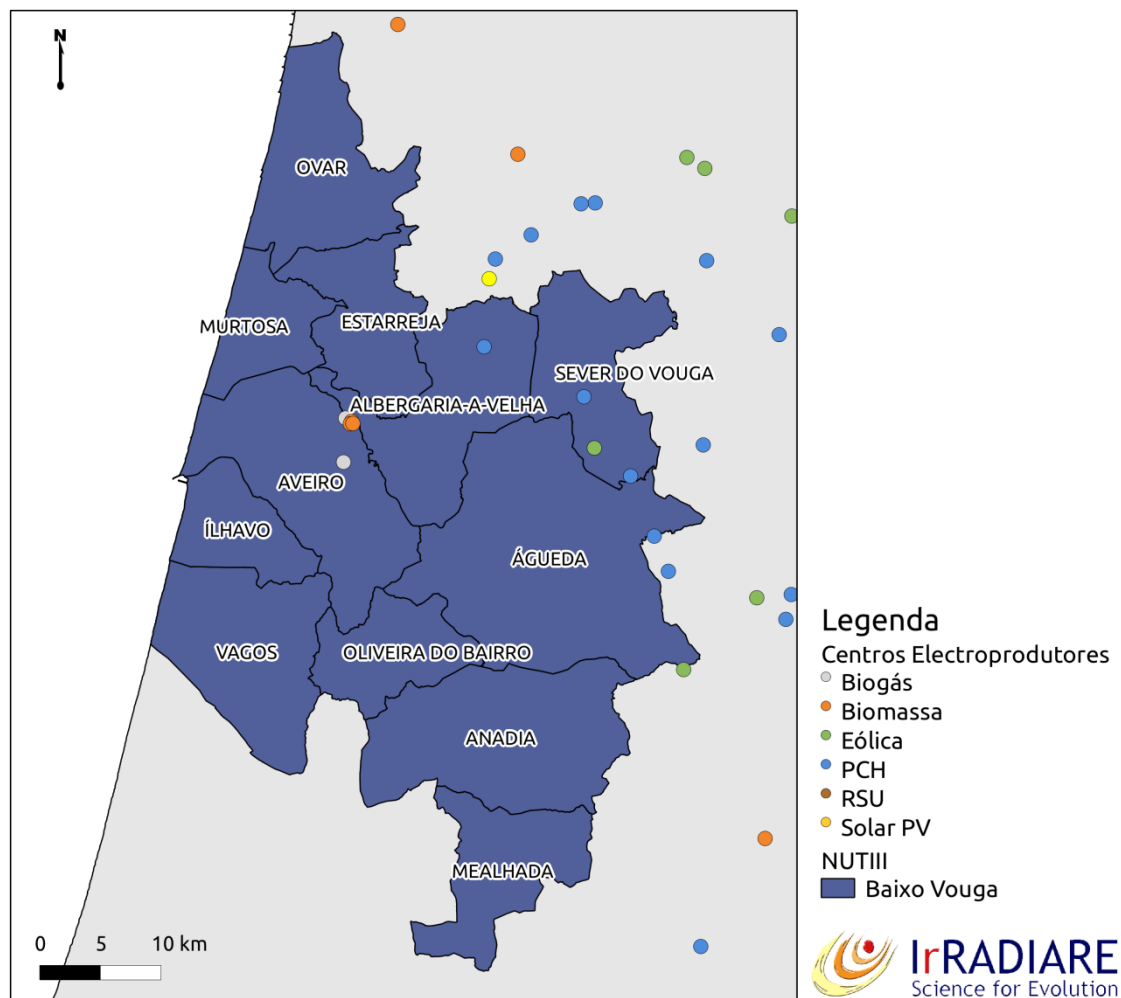 N
OVAR
MURTOSA
ESTARREJA
SEVER DO VOUGA
ALBERGARIA-A-VELHA
AVEIRO
ÍLHAVO
ÁGUEDA
VAGOS
OLIVEIRA DO BAIRRO
ANADIA
MEALHADA
0 5 10 km
Legenda
Centros Electroprodutores
Biogás
Biomassa
Eólica
PCH
RSU
Solar PV
NUTIII
Baixo Vouga
IrRADIARE
Science for Evolution